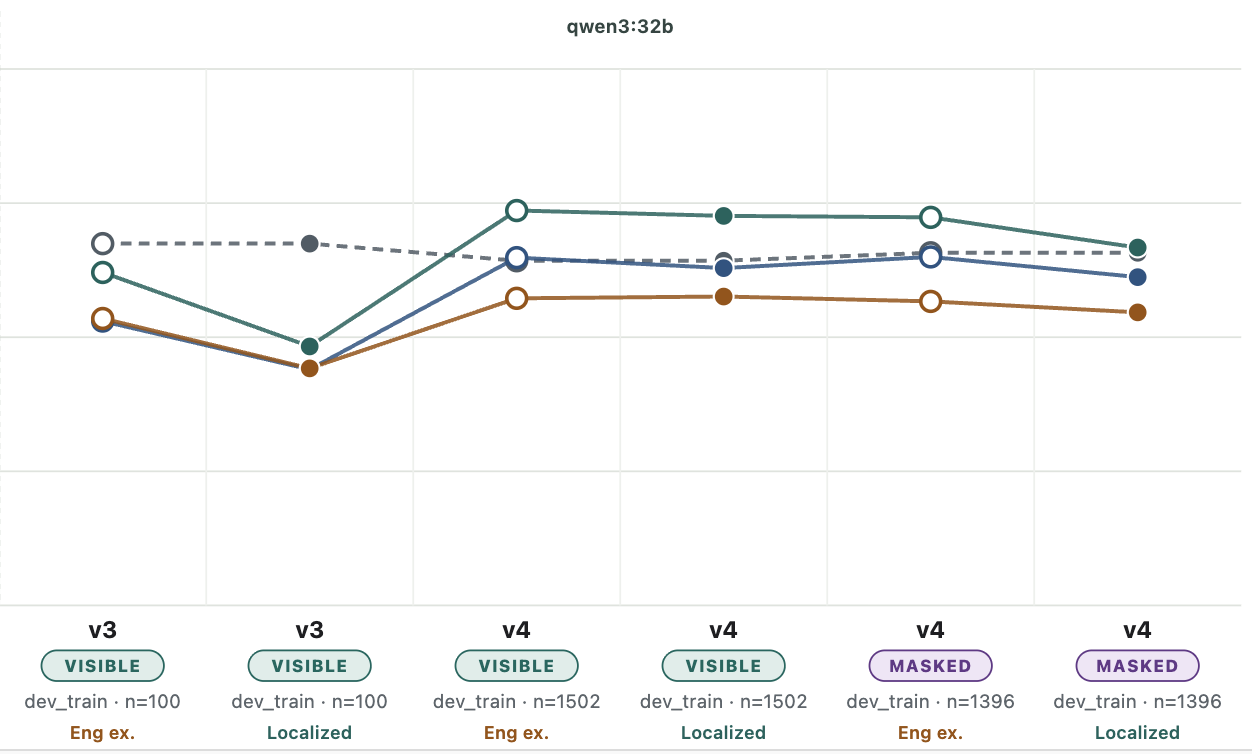 qwen3:32b
v3 v3 v4 v4 v4 v4
VISIBLE VISIBLE VISIBLE VISIBLE MASKED MASKED
dev_train · n=100 dev_train · n=100 dev_train · n=1502 dev_train · n=1502 dev_train · n=1396 dev_train · n=1396
Eng ex. Localized Eng ex. Localized Eng ex. Localized